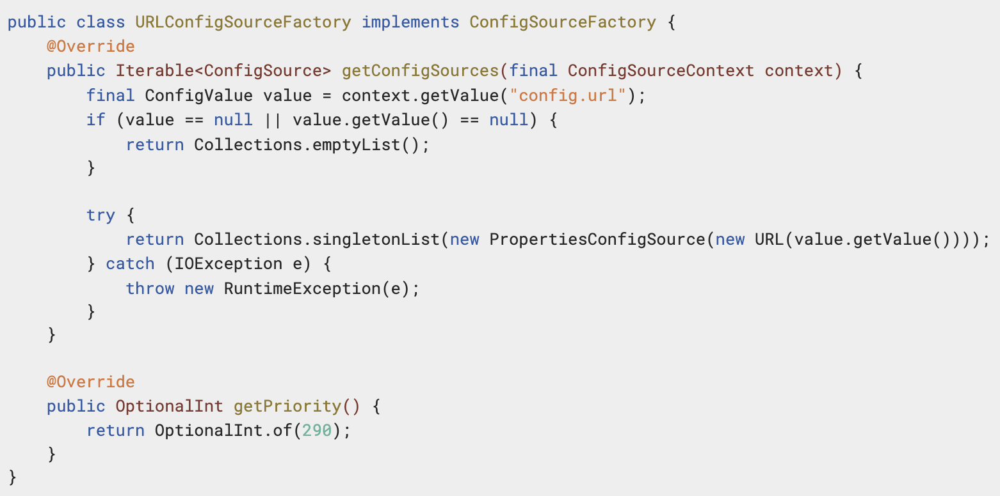 public class URLConfigSourceFactory implements ConfigSourceFactory {
    @Override
    public Iterable<ConfigSource> getConfigSources(final ConfigSourceContext context) {
        final ConfigValue value = context.getValue("config.url");
        if (value == null || value.getValue() == null) {
            return Collections.emptyList();
        }

        try {
            return Collections.singletonList(new PropertiesConfigSource(new URL(value.getValue())));
        } catch (IOException e) {
            throw new RuntimeException(e);
        }
    }

    @Override
    public OptionalInt getPriority() {
        return OptionalInt.of(290);
    }
}